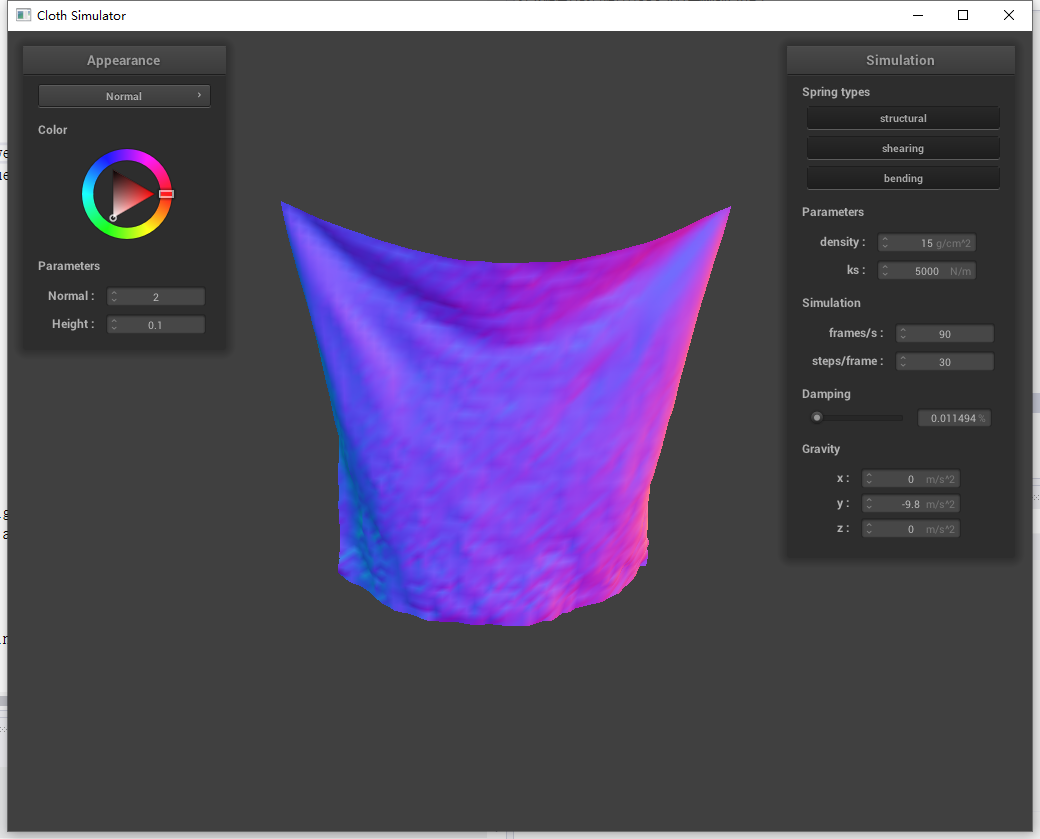 Cloth Simulator
Appearance
Normal
Color
Parameters
Normal : 2
Height : 0.1
Simulation
Spring types
structural
shearing
bending
Parameters
density : 15 g/cm^2
ks : 5000 N/m
Simulation
frames/s : 90
steps/frame : 30
Damping
0.011494 %
Gravity
x : 0 m/s^2
y : -9.8 m/s^2
z : 0 m/s^2